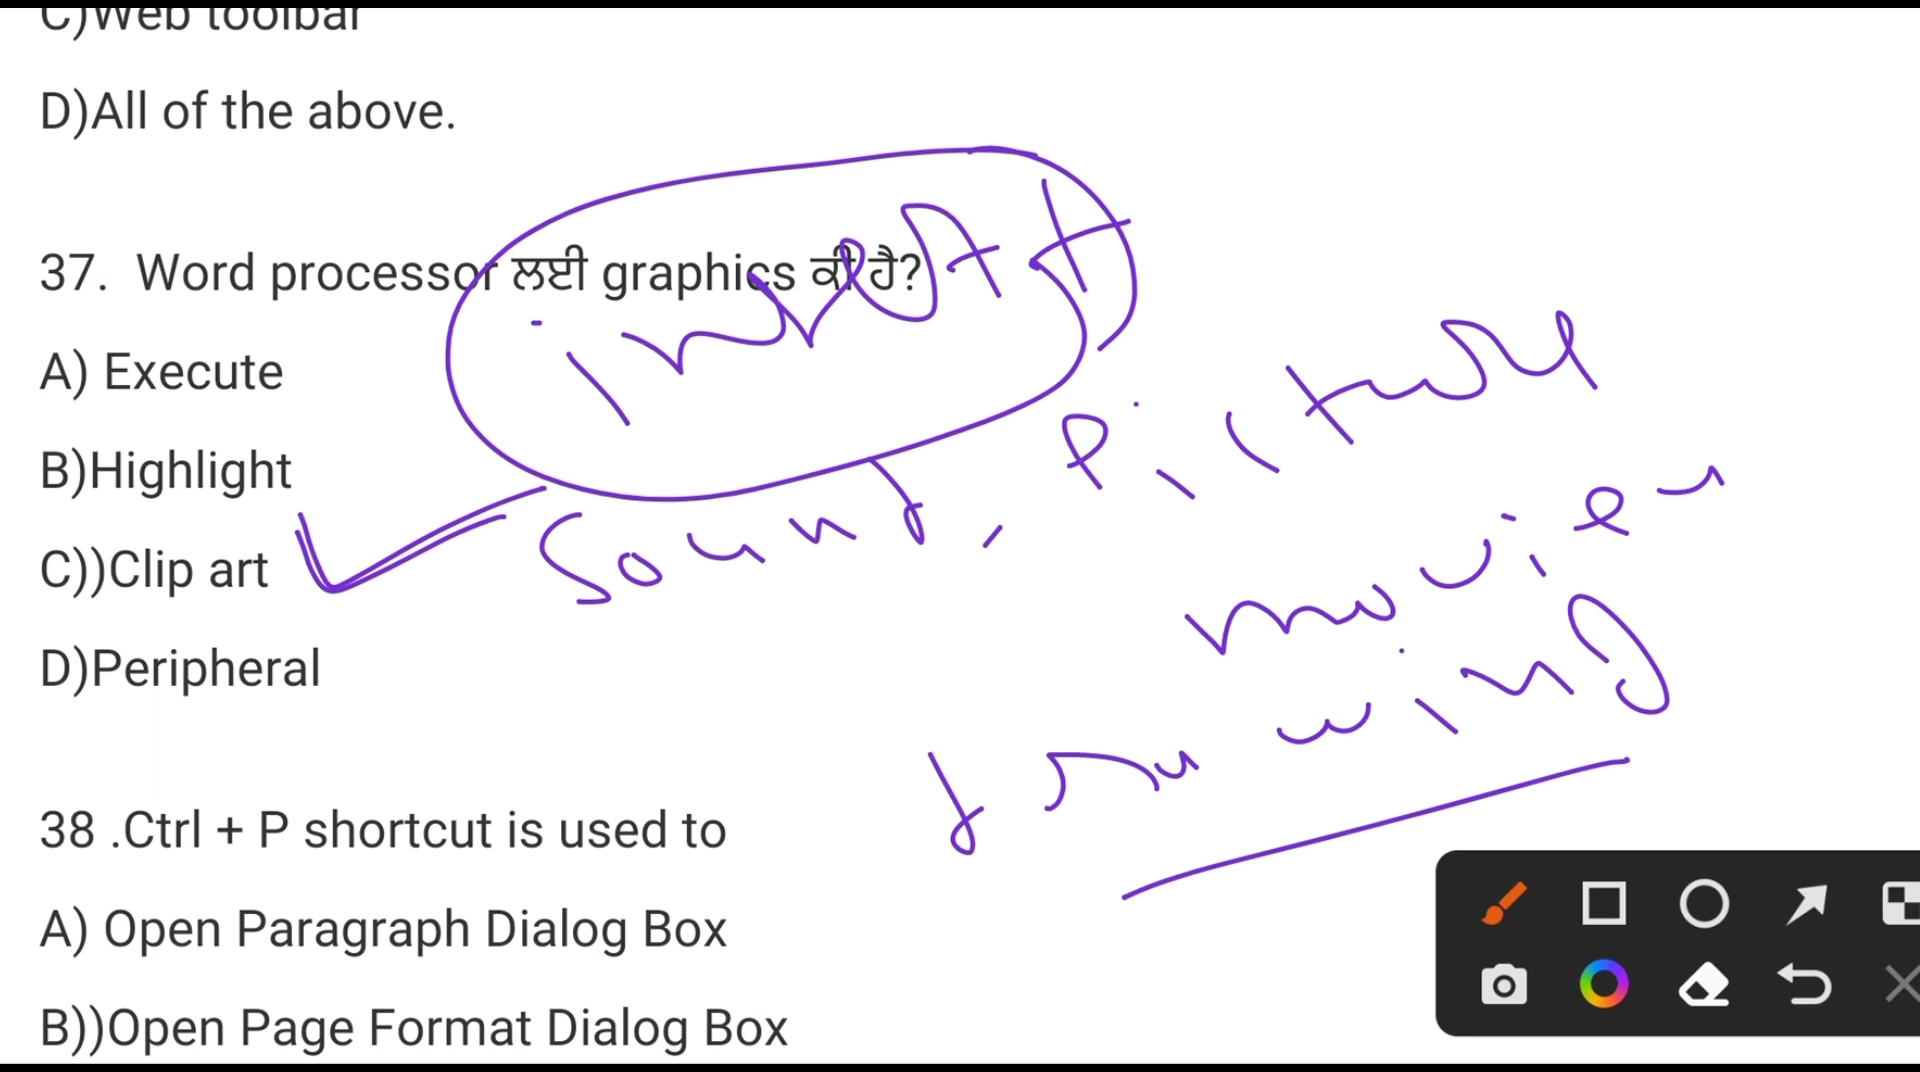 C)Web toolbar
D)All of the above.
37. Word processor ਲਈ graphics ਕੀ ਹੈ?
insert
A) Execute
Picture
B)Highlight
Sound,
movies
C))Clip art
drawing
D)Peripheral
38 .Ctrl + P shortcut is used to
A) Open Paragraph Dialog Box
B))Open Page Format Dialog Box